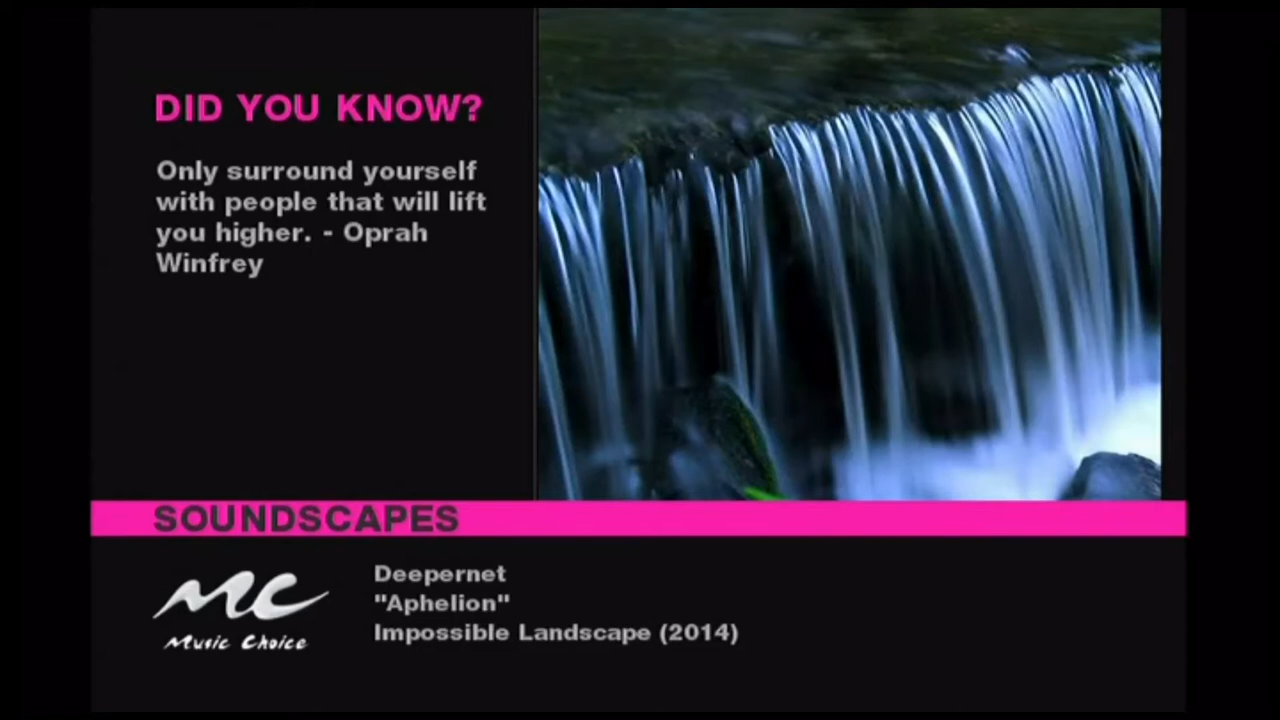 DID YOU KNOW?
Only surround yourself
with people that will lift
you higher. - Oprah
Winfrey
SOUNDSCAPES
MC
Music Choice
Deepernet
"Aphelion"
Impossible Landscape (2014)